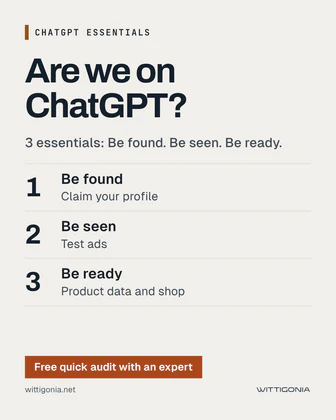 CHATGPT ESSENTIALS
Are we on
ChatGPT?
3 essentials: Be found. Be seen. Be ready.
1 Be found
Claim your profile
2 Be seen
Test ads
3 Be ready
Product data and shop
Free quick audit with an expert
wittigonia.net
WITTIGONIA